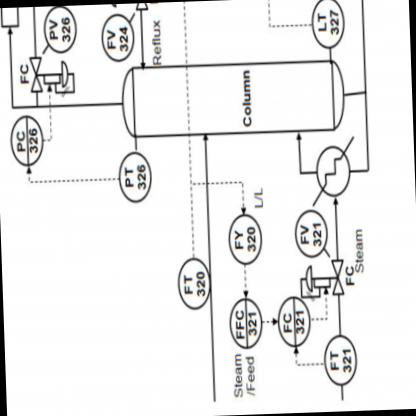 PV
326
FV
324
Reflux
LT
327
FC
PC
326
PT
326
Column
L/L
FY
320
FV
321
FC
Steam
FT
320
FFC
321
FC
321
Steam
/Feed
FT
321